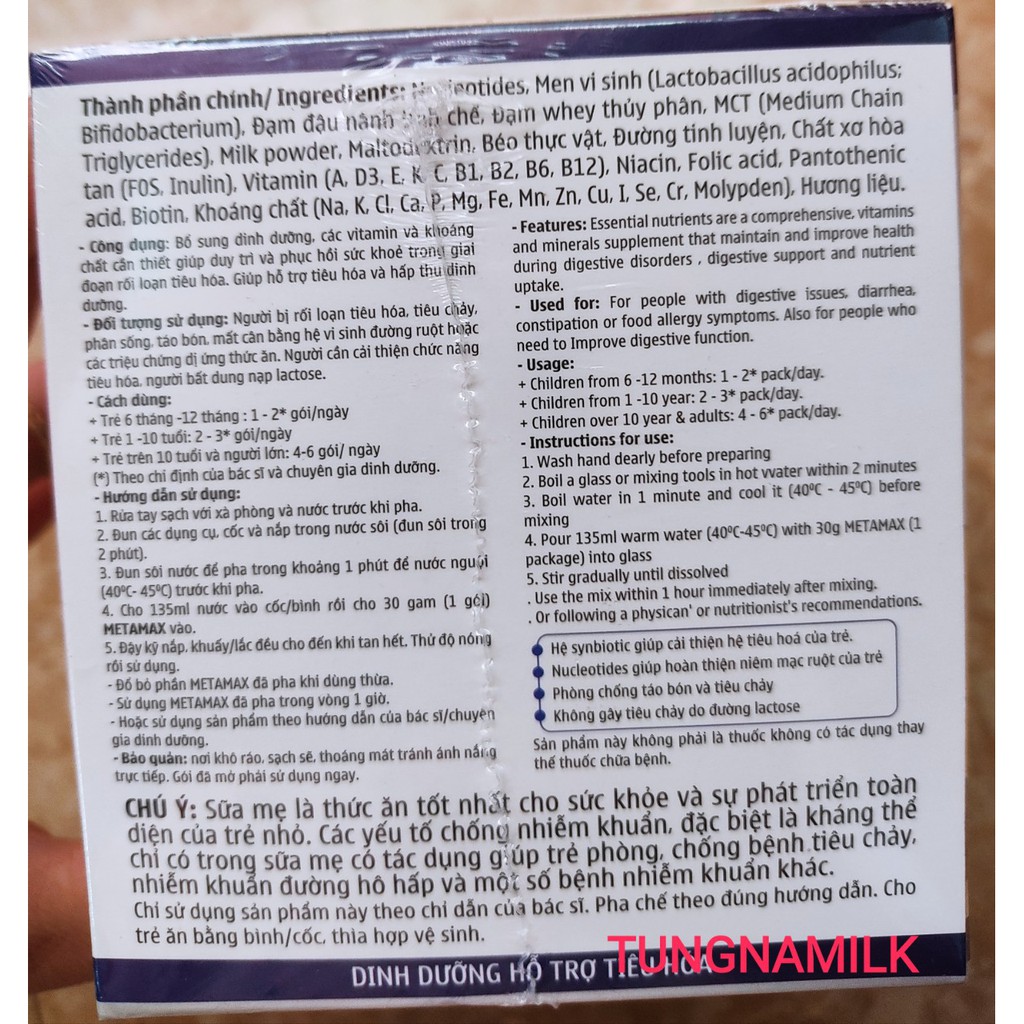 Thành phần chính/ Ingredients: Men vi sinh (Lactobacillus acidophilus;
Bifidobacterium), Đạm đậu nành chế, Đạm whey thủy phân, MCT (Medium Chain
Triglycerides), Milk powder, Maltodextrin, Béo thực vật, Đường tinh luyện, Chất xơ hòa
tan (FOS, Inulin), Vitamin (A, D3, E, K, C, B1, B2, B6, B12), Niacin, Folic acid, Pantothenic
acid, Biotin, Khoáng chất (Na, K, Cl, Ca, P, Mg, Fe, Mn, Zn, Cu, I, Se, Cr, Molypden), Hương liệu.
- Công dụng: Bổ sung dinh dưỡng, các vitamin và khoáng
chất cần thiết giúp duy trì và phục hồi sức khoẻ trong giai
đoạn rối loạn tiêu hóa. Giúp hỗ trợ tiêu hóa và hấp thu dinh
dưỡng.
- Đối tượng sử dụng: Người bị rối loạn tiêu hóa, tiêu chảy,
phân sống, táo bón, mất cân bằng hệ vi sinh đường ruột hoặc
các triệu chứng dị ứng thức ăn. Người cần cải thiện chức năng
tiêu hóa, người bất dung nạp lactose.
- Cách dùng:
+ Trẻ 6 tháng -12 tháng : 1 - 2* gói/ngày
+ Trẻ 1 -10 tuổi: 2 - 3* gói/ngày
+ Trẻ trên 10 tuổi và người lớn: 4-6 gói/ ngày
(*) Theo chỉ định của bác sĩ và chuyên gia dinh dưỡng.
- Hướng dẫn sử dụng:
1. Rửa tay sạch với xà phòng và nước trước khi pha.
2. Đun các dụng cụ, cốc và nắp trong nước sôi (đun sôi trong
2 phút).
3. Đun sôi nước để pha trong khoảng 1 phút để nước nguội
(40ºC- 45ºC) trước khi pha.
4. Cho 135ml nước vào cốc/bình rồi cho 30 gam (1 gói)
METAMAX vào.
5. Đậy kỹ nắp, khuấy/lắc đều cho đến khi tan hết. Thử độ nóng
rồi sử dụng.
- Đổ bỏ phần METAMAX đã pha khi dùng thừa.
- Sử dụng METAMAX đã pha trong vòng 1 giờ.
- Hoặc sử dụng sản phẩm theo hướng dẫn của bác sĩ/chuyên
gia dinh dưỡng.
- Bảo quản: nơi khô ráo, sạch sẽ, thoáng mát tránh ánh nắng
trực tiếp. Gói đã mở phải sử dụng ngay.
- Features: Essential nutrients are a comprehensive, vitamins
and minerals supplement that maintain and improve health
during digestive disorders , digestive support and nutrient
uptake.
- Used for: For people with digestive issues, diarrhea,
constipation or food allergy symptoms. Also for people who
need to Improve digestive function.
- Usage:
+ Children from 6 -12 months: 1 - 2* pack/day.
+ Children from 1 -10 year: 2 - 3* pack/day.
+ Children over 10 year & adults: 4 - 6* pack/day.
- Instructions for use:
1. Wash hand dearly before preparing
2. Boil a glass or mixing tools in hot vvater within 2 minutes
3. Boil water in 1 minute and cool it (40ºC - 45ºC) before
mixing
4. Pour 135ml warm water (40ºC-45ºC) with 30g METAMAX (1
package) into glass
5. Stir gradually until dissolved
. Use the mix within 1 hour immediately after mixing.
. Or following a physican' or nutritionist's recommendations.
Hệ synbiotic giúp cải thiện hệ tiêu hoá của trẻ.
Nucleotides giúp hoàn thiện niêm mạc ruột của trẻ
Phòng chống táo bón và tiêu chảy
Không gây tiêu chảy do đường lactose
Sản phẩm này không phải là thuốc không có tác dụng thay
thế thuốc chữa bệnh.
CHÚ Ý: Sữa mẹ là thức ăn tốt nhất cho sức khỏe và sự phát triển toàn
diện của trẻ nhỏ. Các yếu tố chống nhiễm khuẩn, đặc biệt là kháng thể
chỉ có trong sữa mẹ có tác dụng giúp trẻ phòng, chống bệnh tiêu chảy,
nhiễm khuẩn đường hô hấp và một số bệnh nhiễm khuẩn khác.
Chỉ sử dụng sản phẩm này theo chỉ dẫn của bác sĩ. Pha chế theo đúng hướng dẫn. Cho
trẻ ăn bằng bình/cốc, thìa hợp vệ sinh.
TUNGNAMILK
DINH DƯỠNG HỖ TRỢ TIÊU HÓA